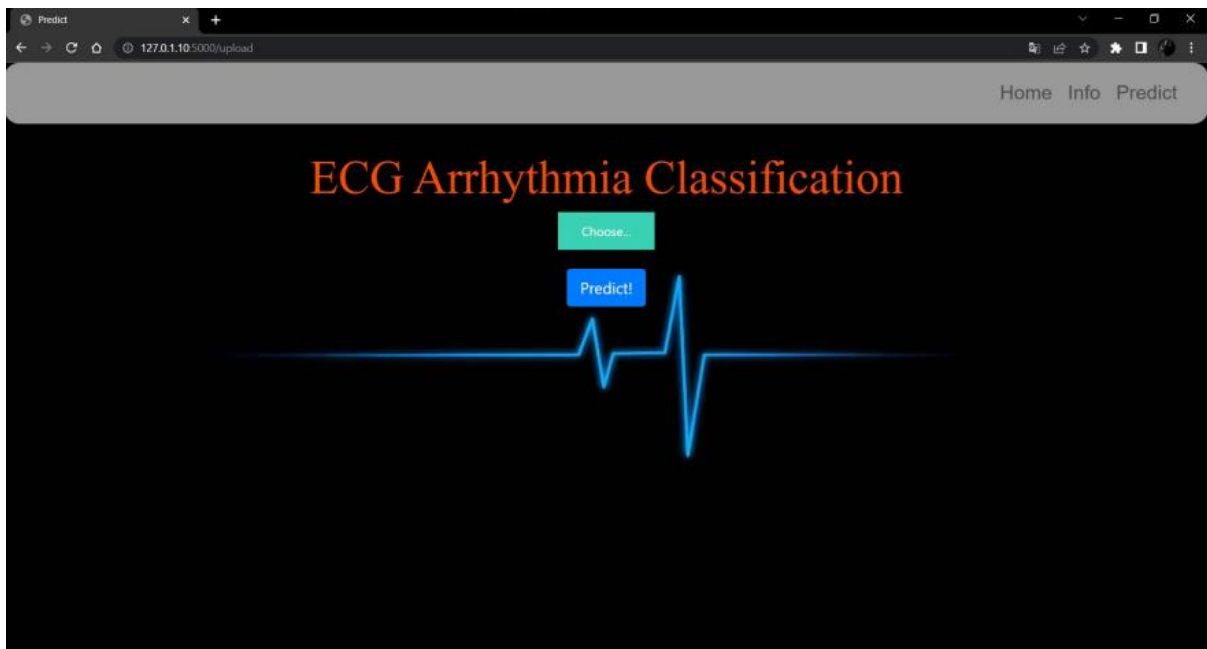 Predict
127.0.1.10:5000/upload
Home Info Predict
ECG Arrhythmia Classification
Choose...
Predict!